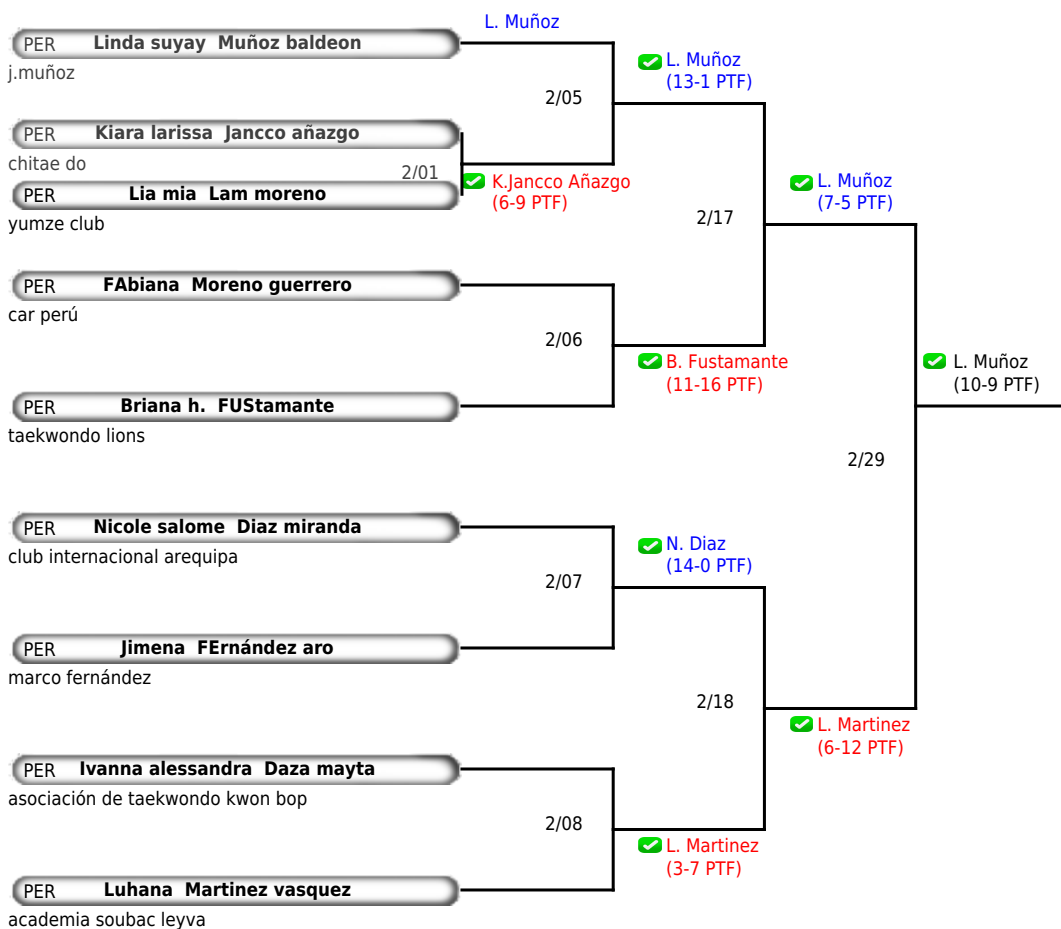 L. Muñoz
PER Linda suyay Muñoz baldeon
j.muñoz
L. Muñoz
(13-1 PTF)
2/05
PER Kiara larissa Jancco añazgo
chitae do
2/01
K.Jancco Añazgo
(6-9 PTF)
PER Lia mia Lam moreno
yumze club
L. Muñoz
(7-5 PTF)
2/17
PER FAbiana Moreno guerrero
car perú
2/06
B. Fustamante
(11-16 PTF)
L. Muñoz
(10-9 PTF)
PER Briana h. FUStamante
taekwondo lions
2/29
PER Nicole salome Diaz miranda
club internacional arequipa
N. Diaz
(14-0 PTF)
2/07
PER Jimena FErnández aro
marco fernández
2/18
L. Martinez
(6-12 PTF)
PER Ivanna alessandra Daza mayta
asociación de taekwondo kwon bop
2/08
L. Martinez
(3-7 PTF)
PER Luhana Martinez vasquez
academia soubac leyva